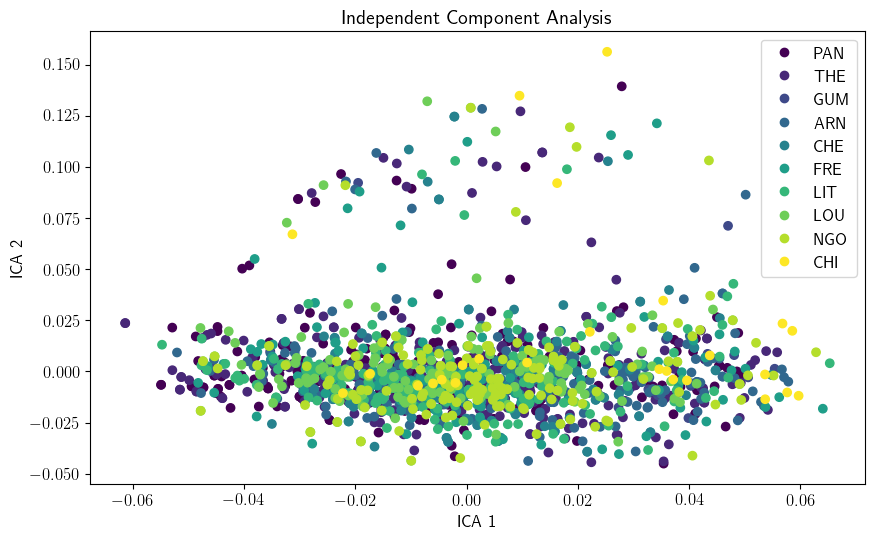 Independent Component Analysis
PAN
THE
GUM
ARN
CHE
FRE
LIT
LOU
NGO
CHI
ICA 2
0.150
0.125
0.100
0.075
0.050
0.025
0.000
−0.025
−0.050
−0.06
−0.04
−0.02
0.00
0.02
0.04
0.06
ICA 1